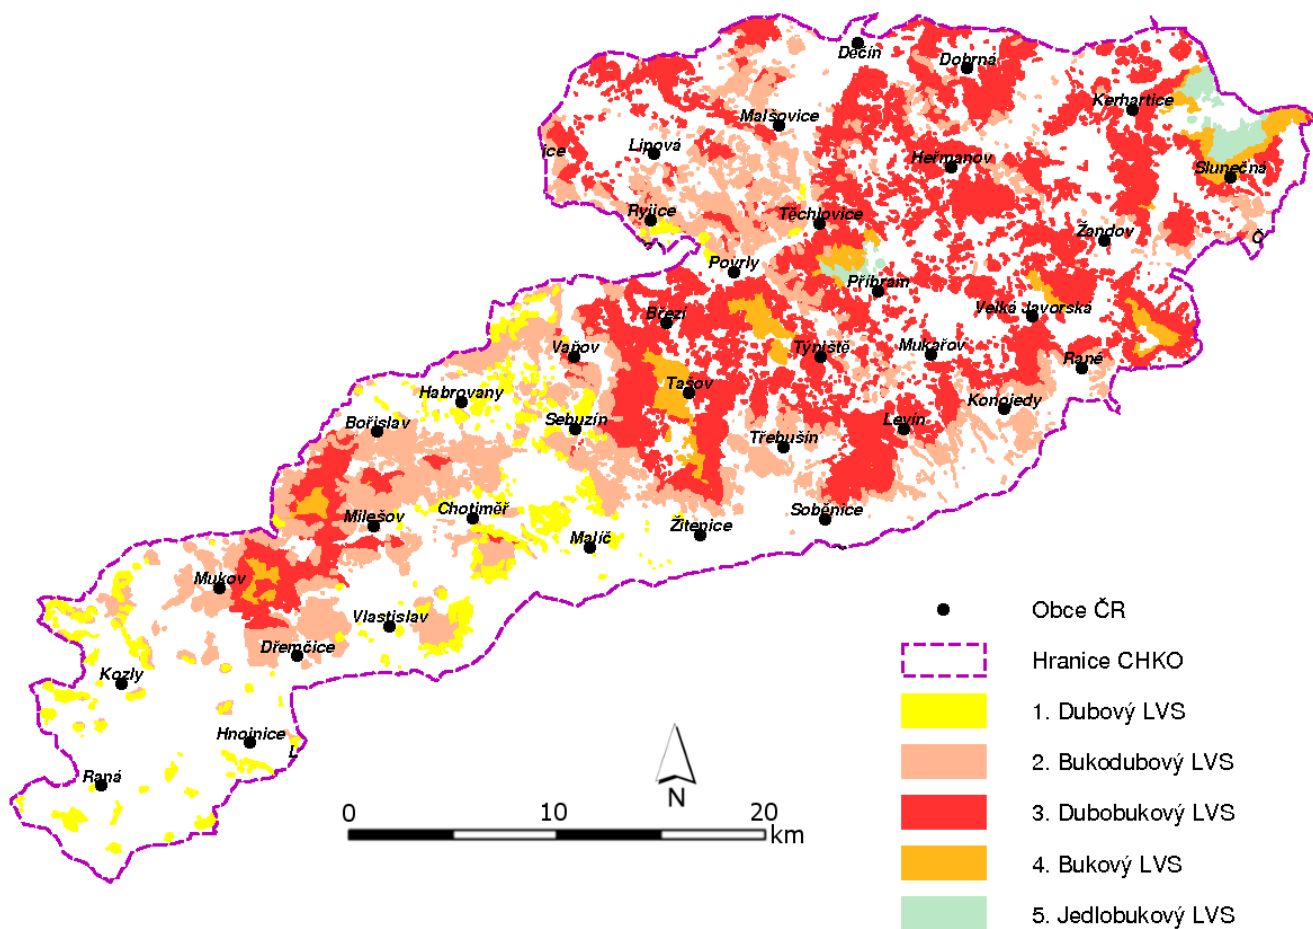 Děčín
Dobrná
Kerhartice
Malšovice
ice
Lipová
Heřmanov
Slunečná
Ryjice
Těchlovice
Žandov
Č
Povrly
Příbram
Březí
Velká Javorská
Vaňov
Týniště
Mukařov
Rané
Tašov
Habrovany
Konojedy
Bořislav
Sebuzín
Třebušín
Levín
Milešov
Chotiměř
Malíč
Žitenice
Soběnice
Mukov
Vlastislav
Dřemčice
Kozly
Hnojnice
L
Raná
N
0 10 20
km
Obce ČR
Hranice CHKO
1. Dubový LVS
2. Bukodubový LVS
3. Dubobukový LVS
4. Bukový LVS
5. Jedlobukový LVS